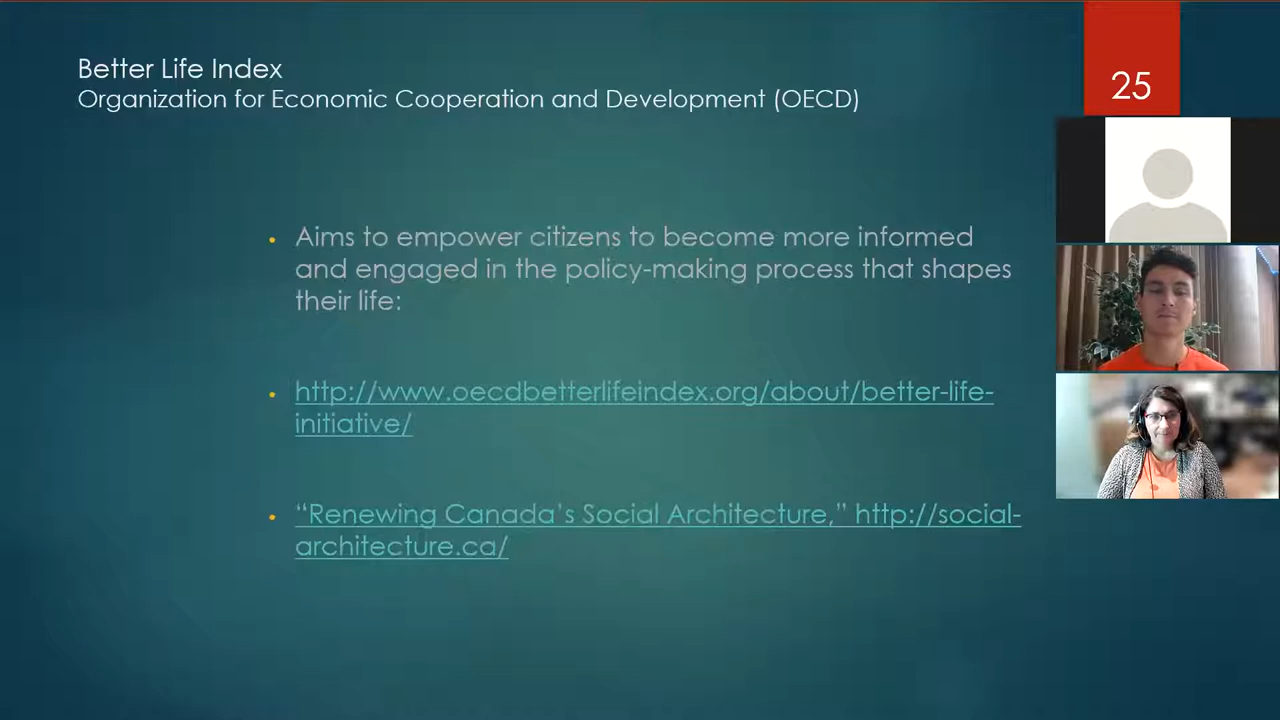 Better Life Index
Organization for Economic Cooperation and Development (OECD)
25
• Aims to empower citizens to become more informed
and engaged in the policy-making process that shapes
their life:
• http://www.oecdbetterlifeindex.org/about/better-life-
initiative/
• “Renewing Canada’s Social Architecture,” http://social-
architecture.ca/